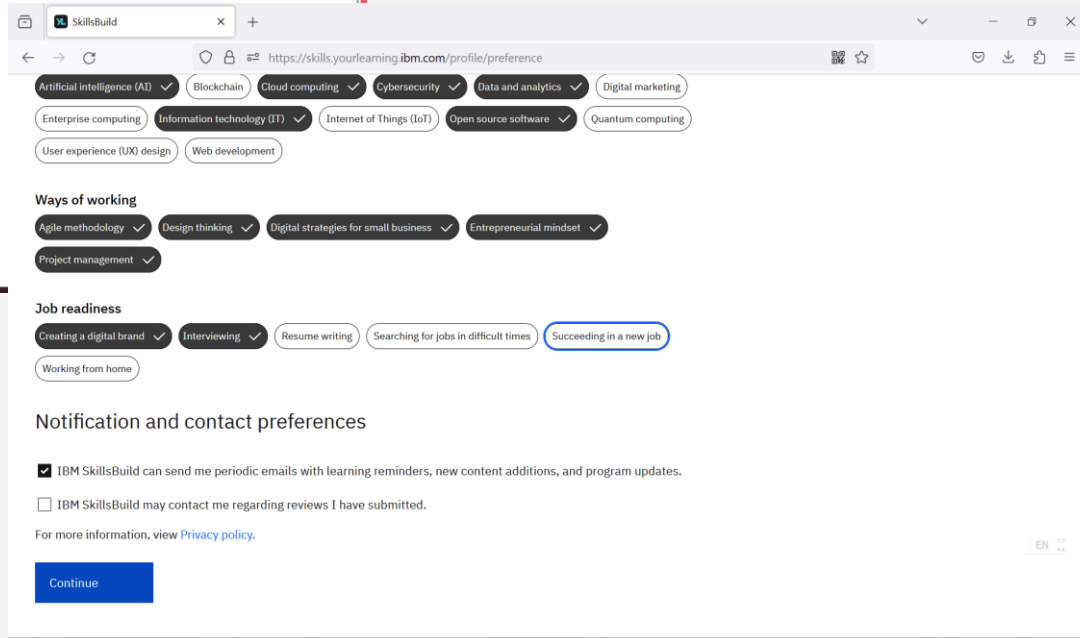 SkillsBuild
https://skills.yourlearning.ibm.com/profile/preference
Artificial intelligence (AI) Blockchain Cloud computing Cybersecurity Data and analytics Digital marketing
Enterprise computing Information technology (IT) Internet of Things (IoT) Open source software Quantum computing
User experience (UX) design Web development
Ways of working
Agile methodology Design thinking Digital strategies for small business Entrepreneurial mindset
Project management
Job readiness
Creating a digital brand Interviewing Resume writing Searching for jobs in difficult times Succeeding in a new job
Working from home
Notification and contact preferences
IBM SkillsBuild can send me periodic emails with learning reminders, new content additions, and program updates.
IBM SkillsBuild may contact me regarding reviews I have submitted.
For more information, view Privacy policy.
EN
Continue